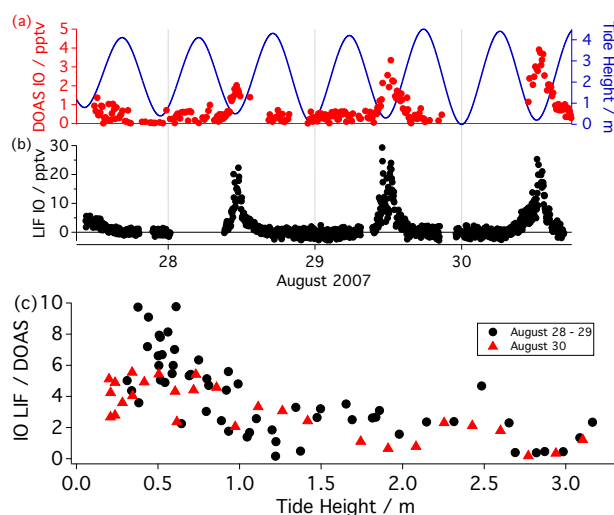 (a)
DOAS IO / pptv
5
4
3
2
1
0
Tide Height / m
4
3
2
1
0
(b)
LIF IO / pptv
30
20
10
0
28
29
30
August 2007
(c)
IO LIF / DOAS
10
8
6
4
2
0
August 28 - 29
August 30
0.0 0.5 1.0 1.5 2.0 2.5 3.0
Tide Height / m